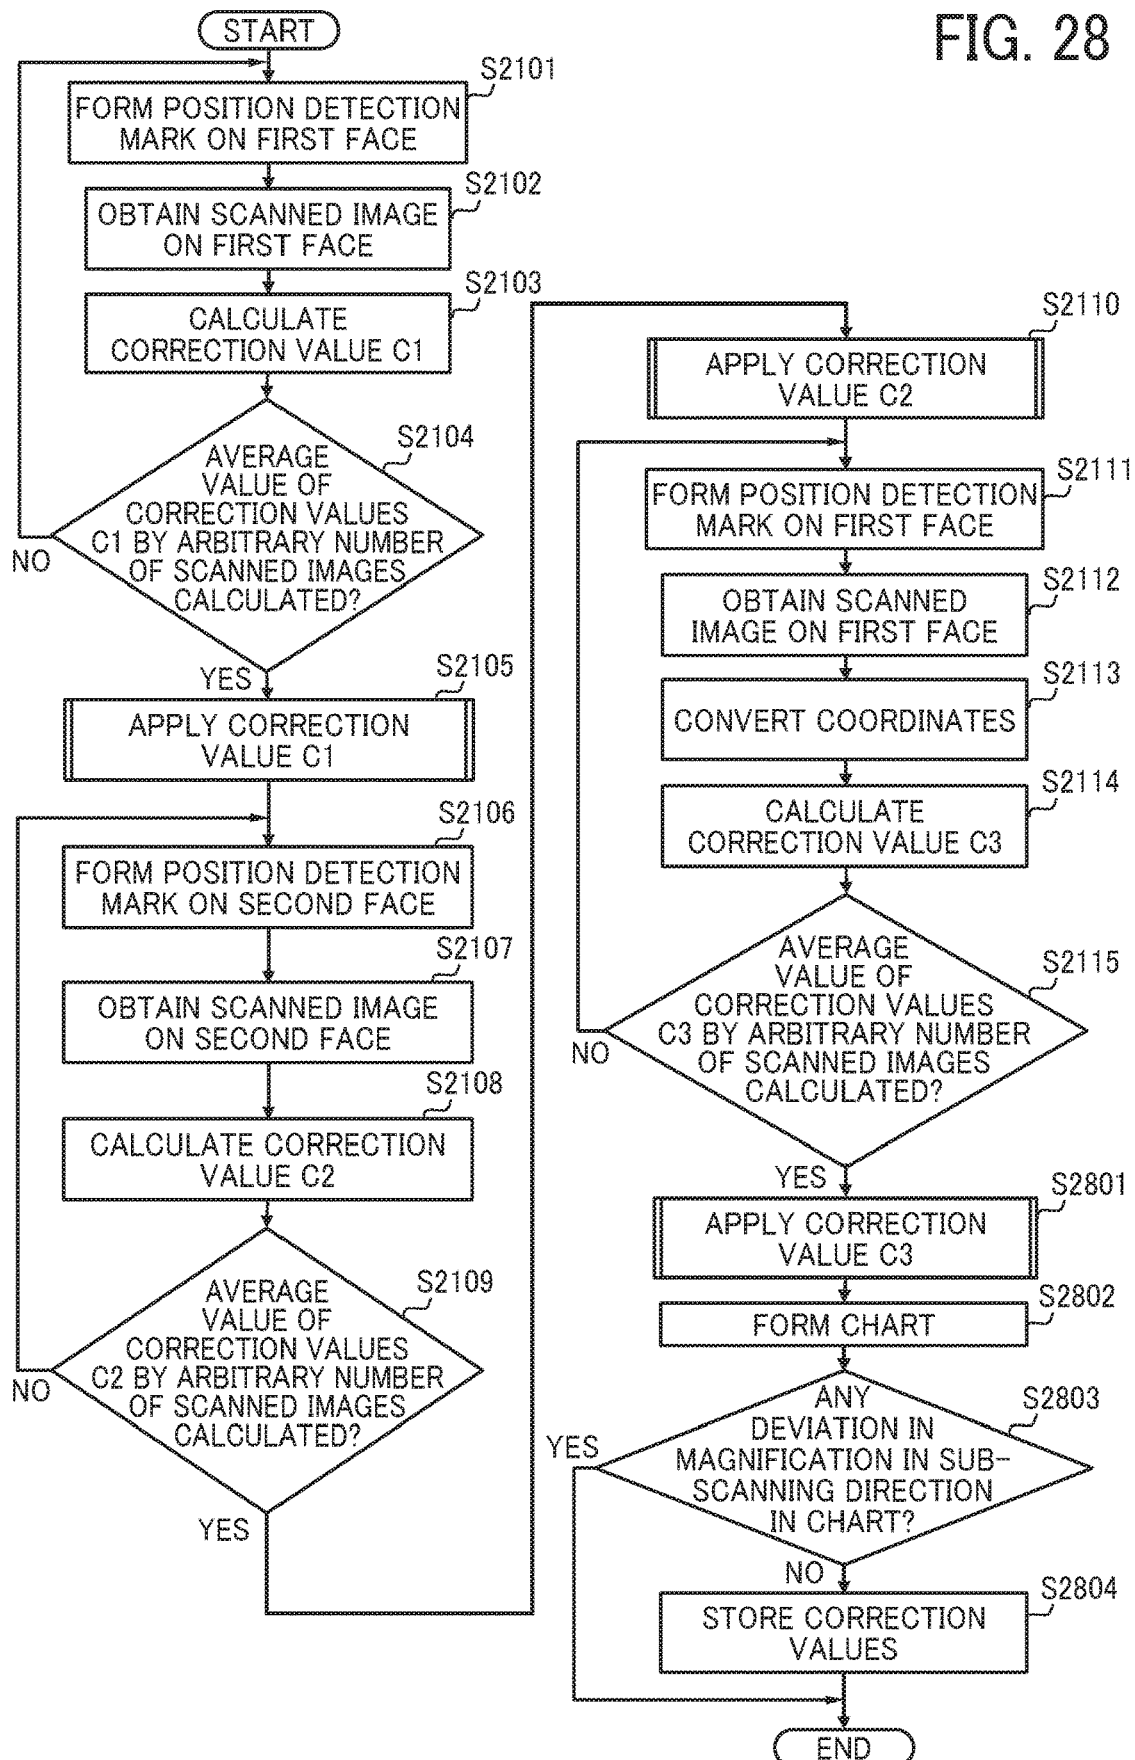 FIG. 28
START
S2101
FORM POSITION DETECTION
MARK ON FIRST FACE
S2102
OBTAIN SCANNED IMAGE
ON FIRST FACE
S2103
CALCULATE
CORRECTION VALUE C1
S2104
AVERAGE
VALUE OF
CORRECTION VALUES
C1 BY ARBITRARY NUMBER
OF SCANNED IMAGES
CALCULATED?
NO
YES
S2105
APPLY CORRECTION
VALUE C1
S2106
FORM POSITION DETECTION
MARK ON SECOND FACE
S2107
OBTAIN SCANNED IMAGE
ON SECOND FACE
S2108
CALCULATE CORRECTION
VALUE C2
S2109
AVERAGE
VALUE OF
CORRECTION VALUES
C2 BY ARBITRARY NUMBER
OF SCANNED IMAGES
CALCULATED?
NO
YES
S2110
APPLY CORRECTION
VALUE C2
S2111
FORM POSITION DETECTION
MARK ON FIRST FACE
S2112
OBTAIN SCANNED
IMAGE ON FIRST FACE
S2113
CONVERT COORDINATES
S2114
CALCULATE
CORRECTION VALUE C3
S2115
AVERAGE
VALUE OF
CORRECTION VALUES
C3 BY ARBITRARY NUMBER
OF SCANNED IMAGES
CALCULATED?
NO
YES
S2801
APPLY CORRECTION
VALUE C3
S2802
FORM CHART
S2803
ANY
DEVIATION IN
MAGNIFICATION IN SUB-
SCANNING DIRECTION
IN CHART?
YES
NO
S2804
STORE CORRECTION
VALUES
END